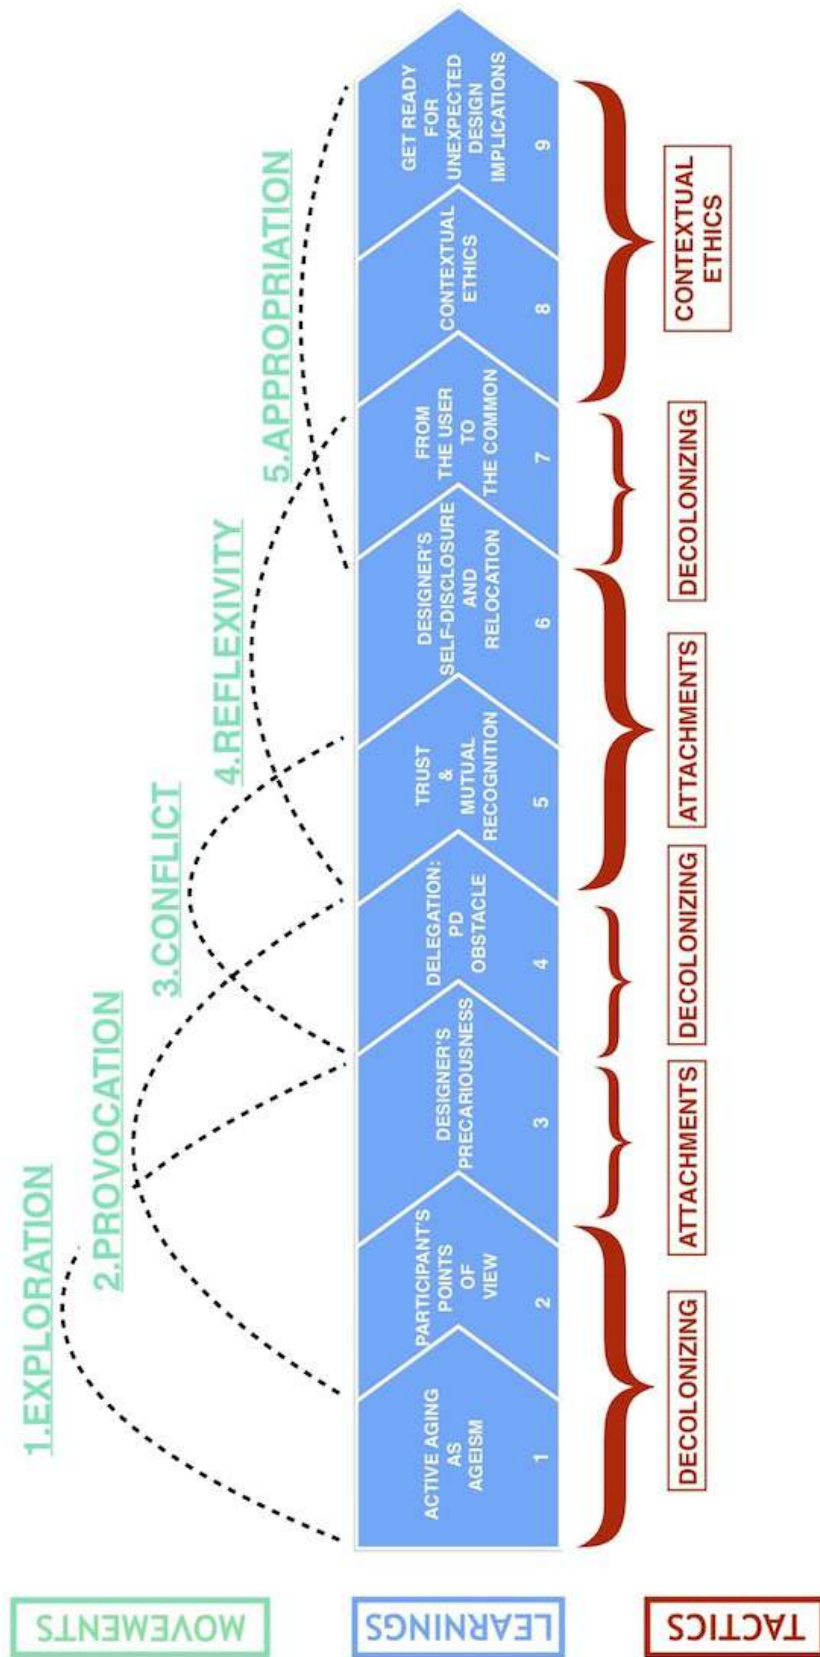 MOVEMENTS
1.EXPLORATION
2.PROVOCATION
3.CONFLICT
4.REFLEXIVITY
5.APPROPRIATION
LEARNINGS
ACTIVE AGING
AS
AGEISM
1
PARTICIPANT'S
POINTS
OF
VIEW
2
DESIGNER'S
PRECARIOUSNESS
3
DELEGATION:
PD
OBSTACLE
4
TRUST
&
MUTUAL
RECOGNITION
5
DESIGNER'S
SELF-DISCLOSURE
AND
RELOCATION
6
FROM
THE USER
TO
THE COMMON
7
CONTEXTUAL
ETHICS
8
GET READY
FOR
UNEXPECTED
DESIGN
IMPLICATIONS
9
TACTICS
DECOLONIZING
ATTACHMENTS
DECOLONIZING
ATTACHMENTS
DECOLONIZING
CONTEXTUAL
ETHICS